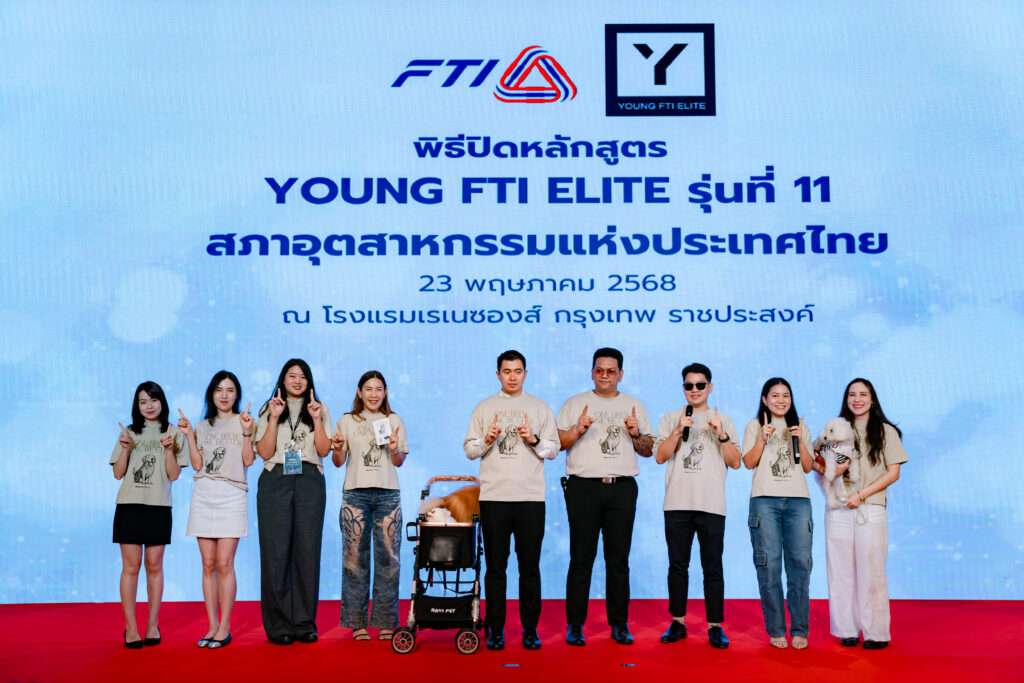 FTI
Y
YOUNG FTI ELITE
พิธีปิดหลักสูตร
YOUNG FTI ELITE รุ่นที่ 11
สภาอุตสาหกรรมแห่งประเทศไทย
23 พฤษภาคม 2568
ณ โรงแรมเรเนซองส์ กรุงเทพ ราชประสงค์